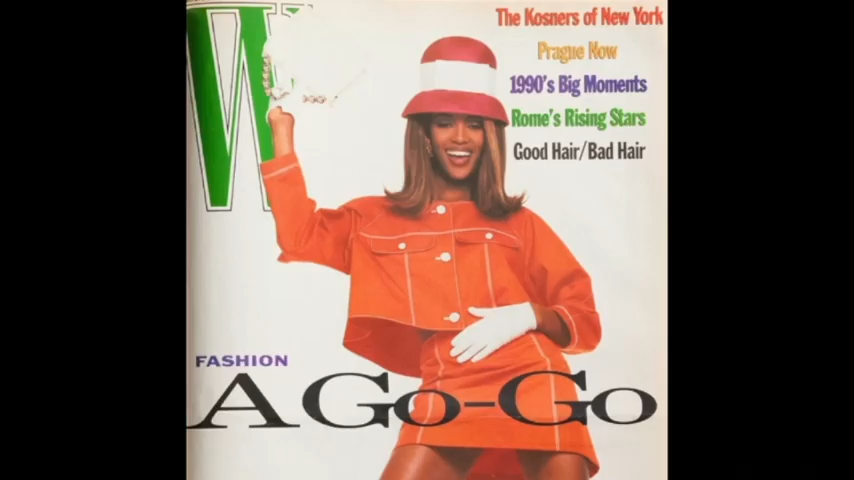 W
The Kosners of New York
Prague Now
1990's Big Moments
Rome's Rising Stars
Good Hair/Bad Hair
FASHION
A Go-Go